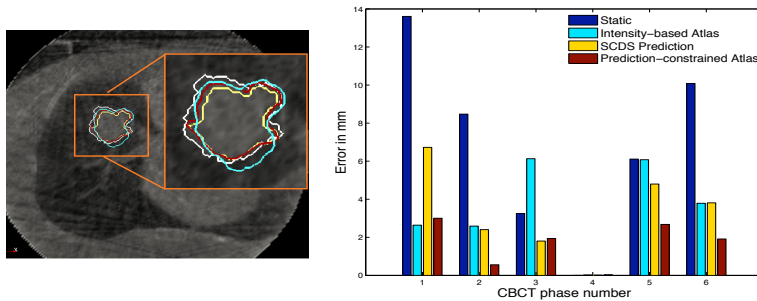 14
12
10
8
6
4
2
0
Error in mm
Static
Intensity−based Atlas
SCDS Prediction
Prediction−constrained Atlas
1 2 3 4 5 6
CBCT phase number